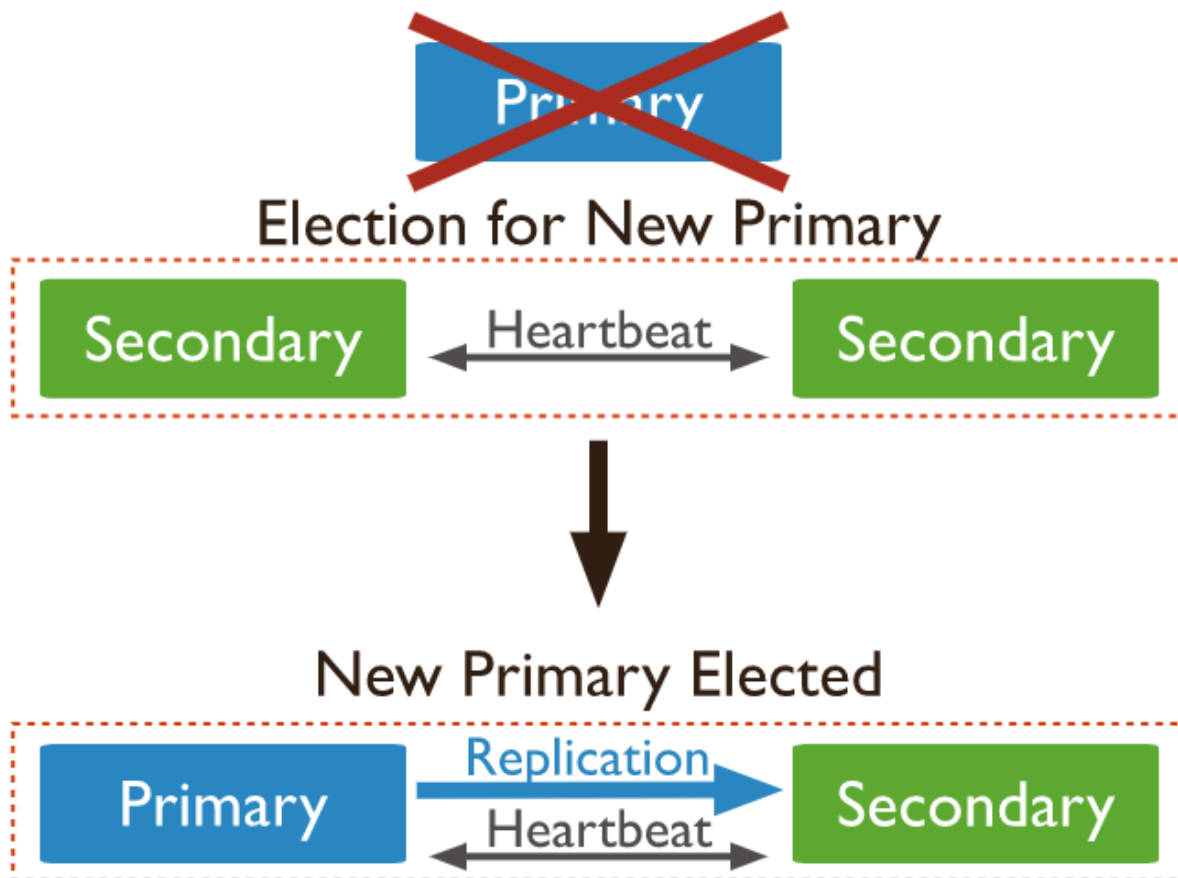 Primary
Election for New Primary
Secondary
Heartbeat
Secondary
New Primary Elected
Primary
Replication
Heartbeat
Secondary